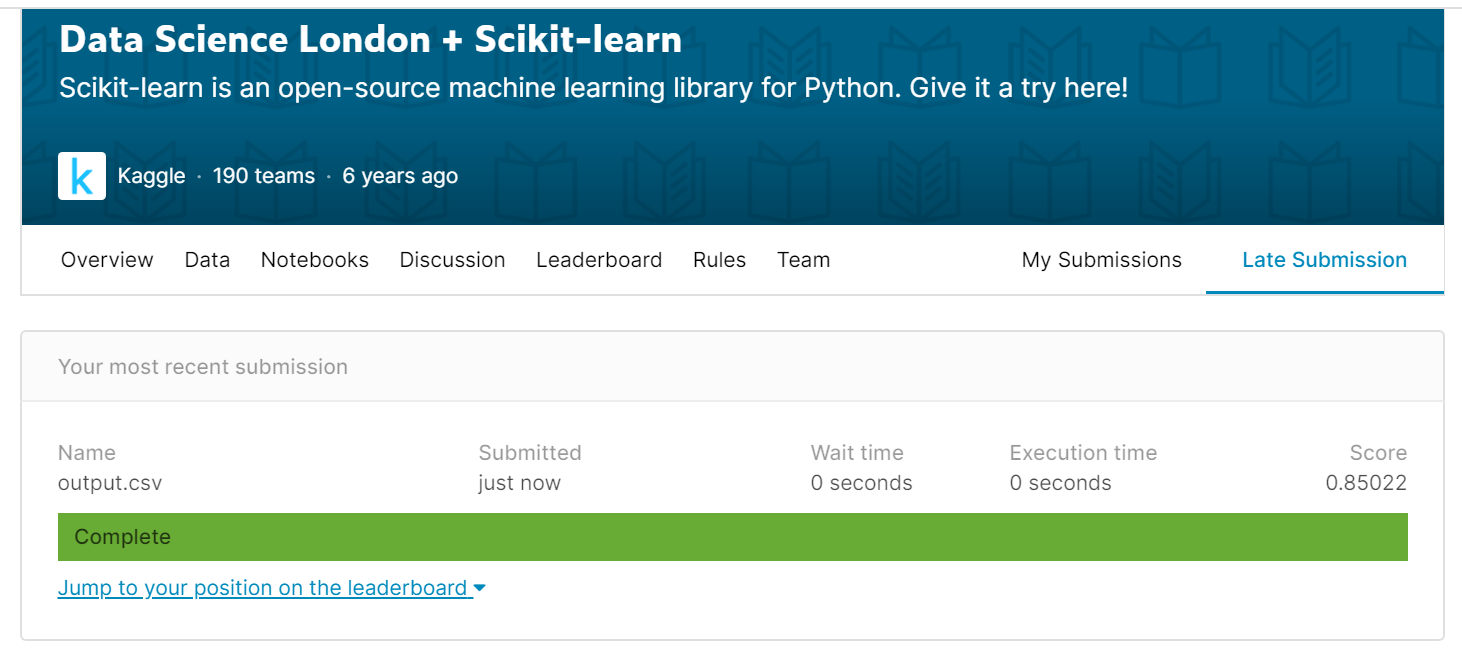 Data Science London + Scikit-learn
Scikit-learn is an open-source machine learning library for Python. Give it a try here!
k Kaggle · 190 teams · 6 years ago
Overview Data Notebooks Discussion Leaderboard Rules Team My Submissions Late Submission
Your most recent submission
Name Submitted Wait time Execution time Score
output.csv just now 0 seconds 0 seconds 0.85022
Complete
Jump to your position on the leaderboard